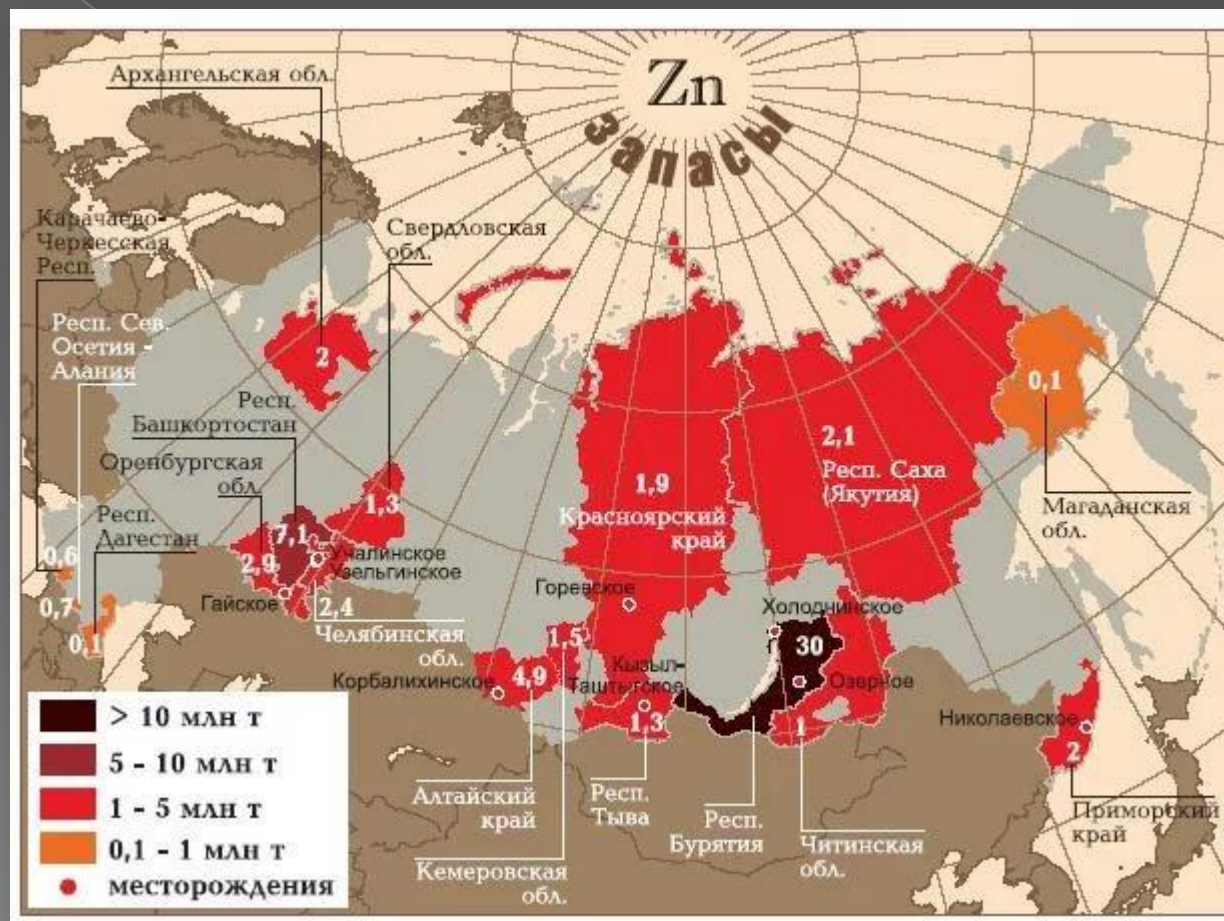 Zn
Запасы
Архангельская обл.
Карачаево-
Черкесская
Респ.
Свердловская
обл.
Респ. Сев.
Осетия -
Алания
Респ.
Башкортостан
Оренбургская
обл.
Респ.
Дагестан
2
1,3
7,1
2,9
Учалинское
Узельгинское
Гайское
2,4
Челябинская
обл.
0,6
0,7
0,1
1,9
Красноярский
край
2,1
Респ. Саха
(Якутия)
0,1
Магаданская
обл.
Горевское
Холоднинское
1,5
4,9
Корбалихинское
Кызыл-
Таштыгское
1,3
30
Озерное
1
Николаевское
2
Алтайский
край
Кемеровская
обл.
Респ.
Тыва
Респ.
Бурятия
Читинская
обл.
Приморский
край
> 10 млн т
5 - 10 млн т
1 - 5 млн т
0,1 - 1 млн т
месторождения